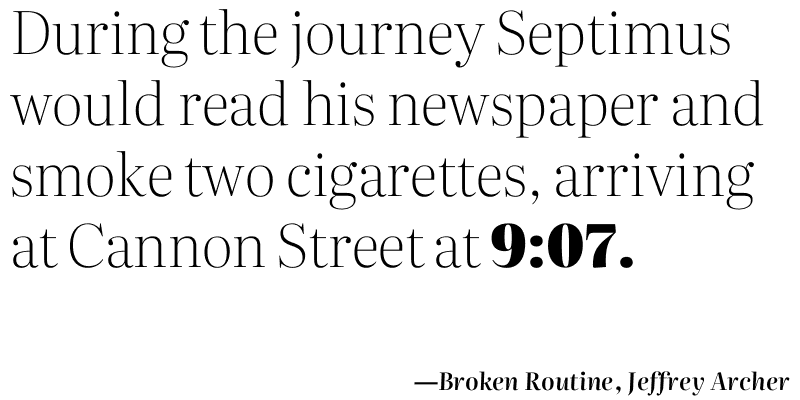 During the journey Septimus
would read his newspaper and
smoke two cigarettes, arriving
at Cannon Street at 9:07.
—Broken Routine, Jeffrey Archer